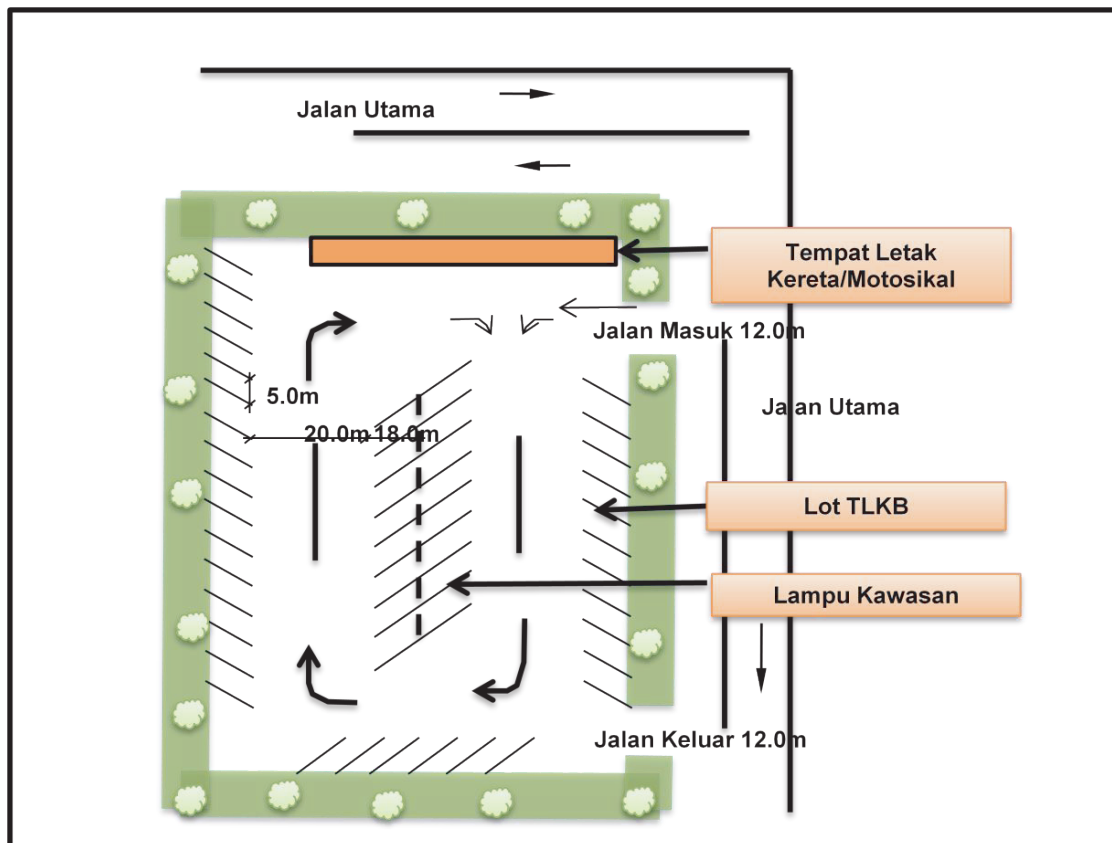 Jalan Utama
Tempat Letak
Kereta/Motosikal
Jalan Masuk 12.0m
5.0m
Jalan Utama
20.0m-18.0m
Lot TLKB
Lampu Kawasan
Jalan Keluar 12.0m